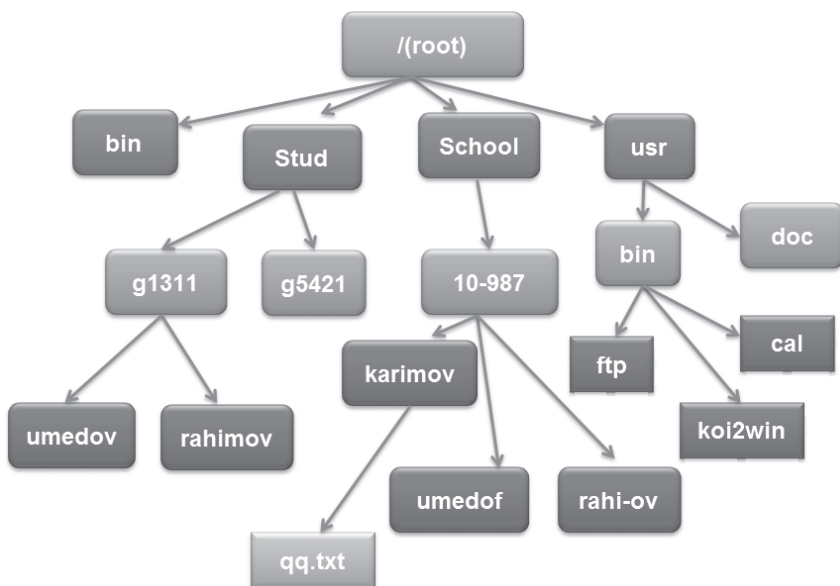 /(root)
bin
Stud
School
usr
g1311
g5421
10-987
bin
doc
umedov
rahimov
karimov
ftp
cal
koi2win
umedof
rahi-ov
qq.txt